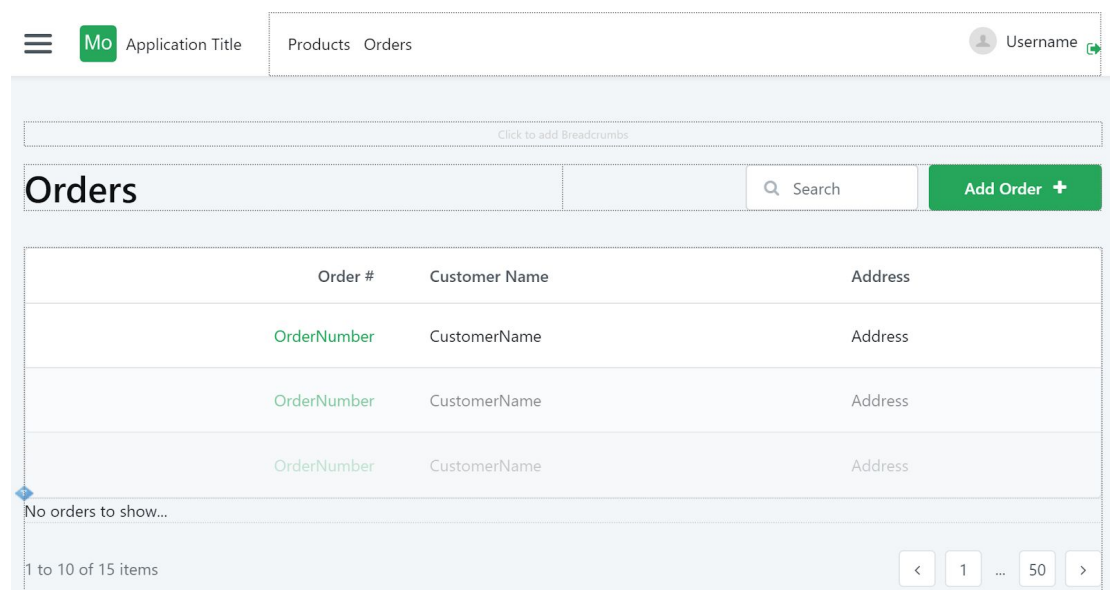 Mo Application Title Products Orders Username
Click to add Breadcrumbs
Orders Search Add Order +
Order # Customer Name Address
OrderNumber CustomerName Address
OrderNumber CustomerName Address
OrderNumber CustomerName Address
No orders to show...
1 to 10 of 15 items < 1 ... 50 >